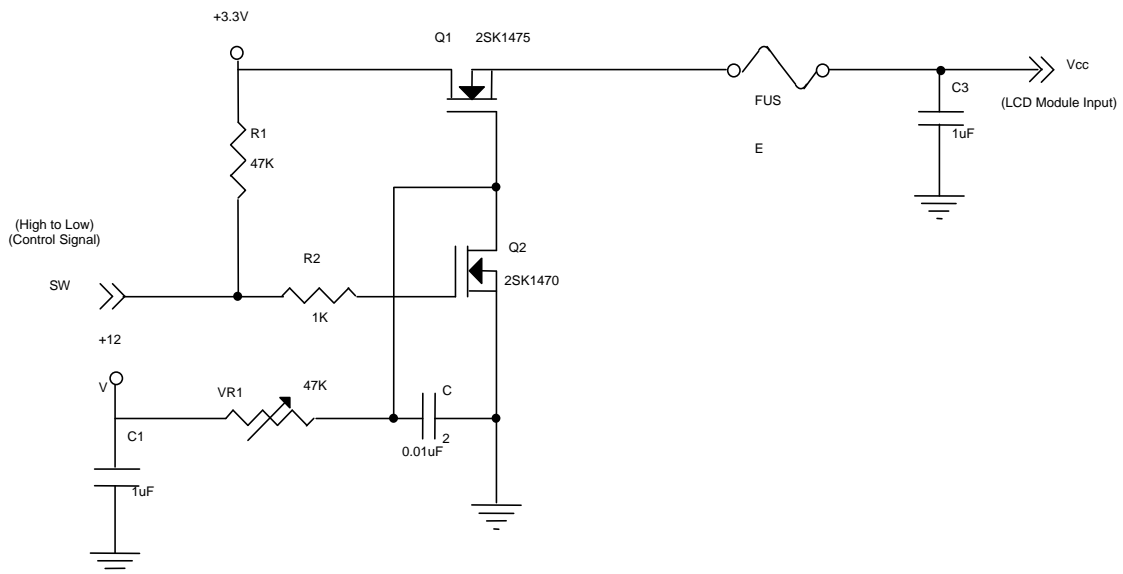 +3.3V
Q1 2SK1475
Vcc
C3
FUS
(LCD Module Input)
R1
1uF
E
47K
(High to Low)
(Control Signal)
Q2
R2
SW
2SK1470
1K
+12
V
VR1
47K
C
C1
2
0.01uF
1uF